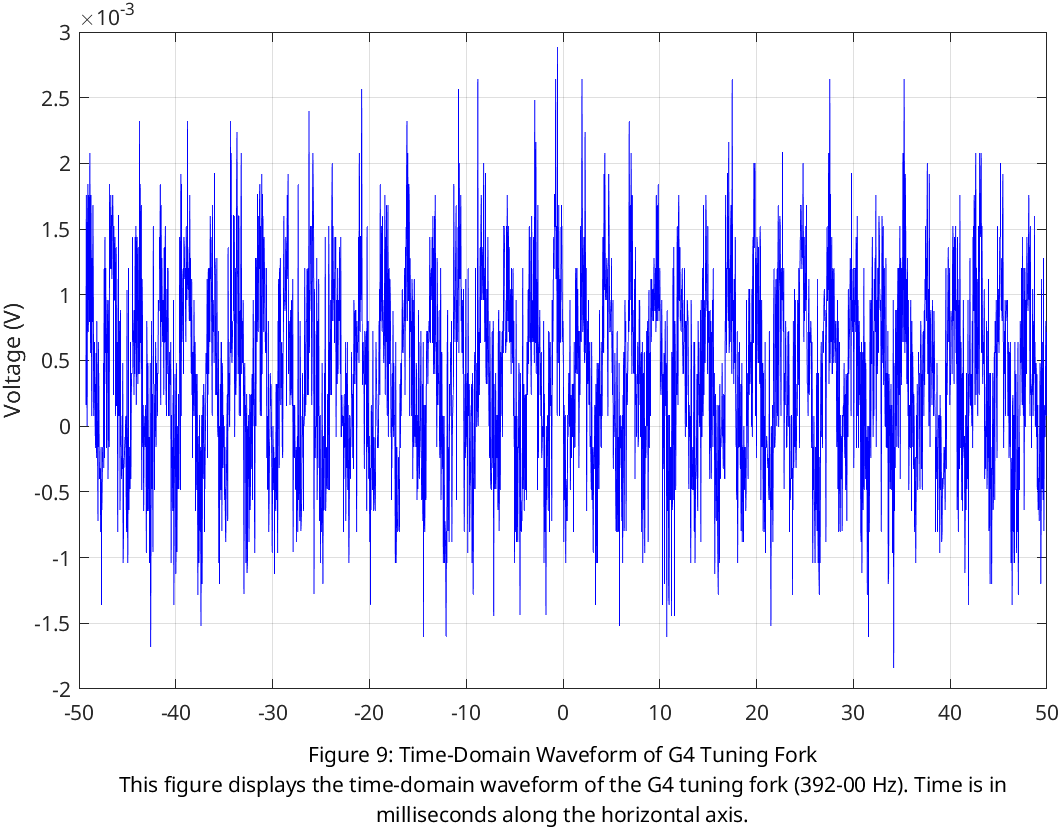 ×10-3
3
2.5
2
1.5
1
0.5
0
-0.5
-1
-1.5
-2
Voltage (V)
-50 -40 -30 -20 -10 0 10 20 30 40 50
Figure 9: Time-Domain Waveform of G4 Tuning Fork
This figure displays the time-domain waveform of the G4 tuning fork (392-00 Hz). Time is in
milliseconds along the horizontal axis.